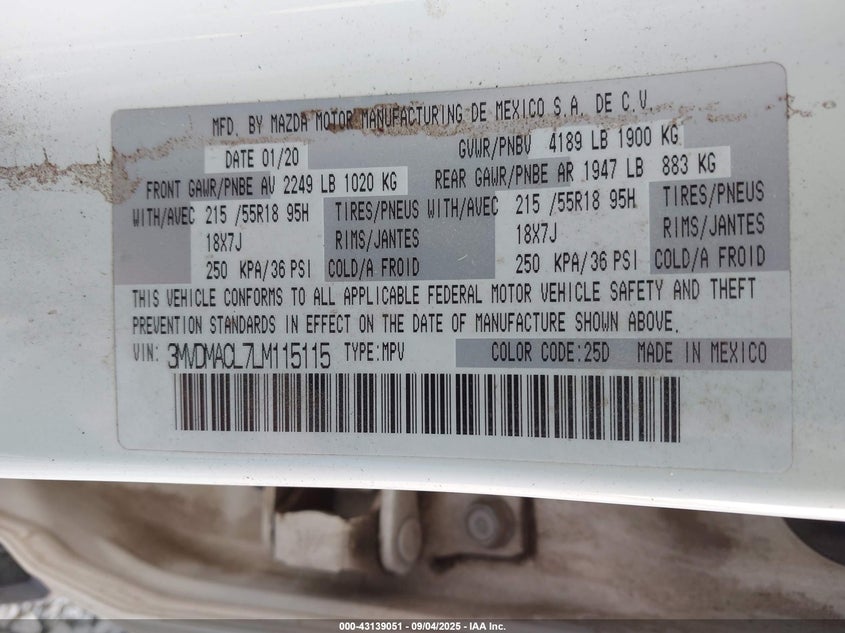 MFD. BY MAZDA MOTOR MANUFACTURING DE MEXICO S.A. DE C.V.
DATE 01/20 GVWR/PNBV 4189 LB 1900 KG
FRONT GAWR/PNBE AV 2249 LB 1020 KG REAR GAWR/PNBE AR 1947 LB 883 KG
WITH/AVEC 215 /55R18 95H TIRES/PNEUS WITH/AVEC 215 /55R18 95H TIRES/PNEUS
18X7J RIMS/JANTES 18X7J RIMS/JANTES
250 KPA/36 PSI COLD/A FROID 250 KPA/36 PSI COLD/A FROID
THIS VEHICLE CONFORMS TO ALL APPLICABLE FEDERAL MOTOR VEHICLE SAFETY AND THEFT
PREVENTION STANDARDS IN EFFECT ON THE DATE OF MANUFACTURE SHOWN ABOVE.
VIN: 3MVDMACL7LM115115 TYPE:MPV COLOR CODE:25D MADE IN MEXICO
000-43139051 - 09/04/2025 - IAA Inc.